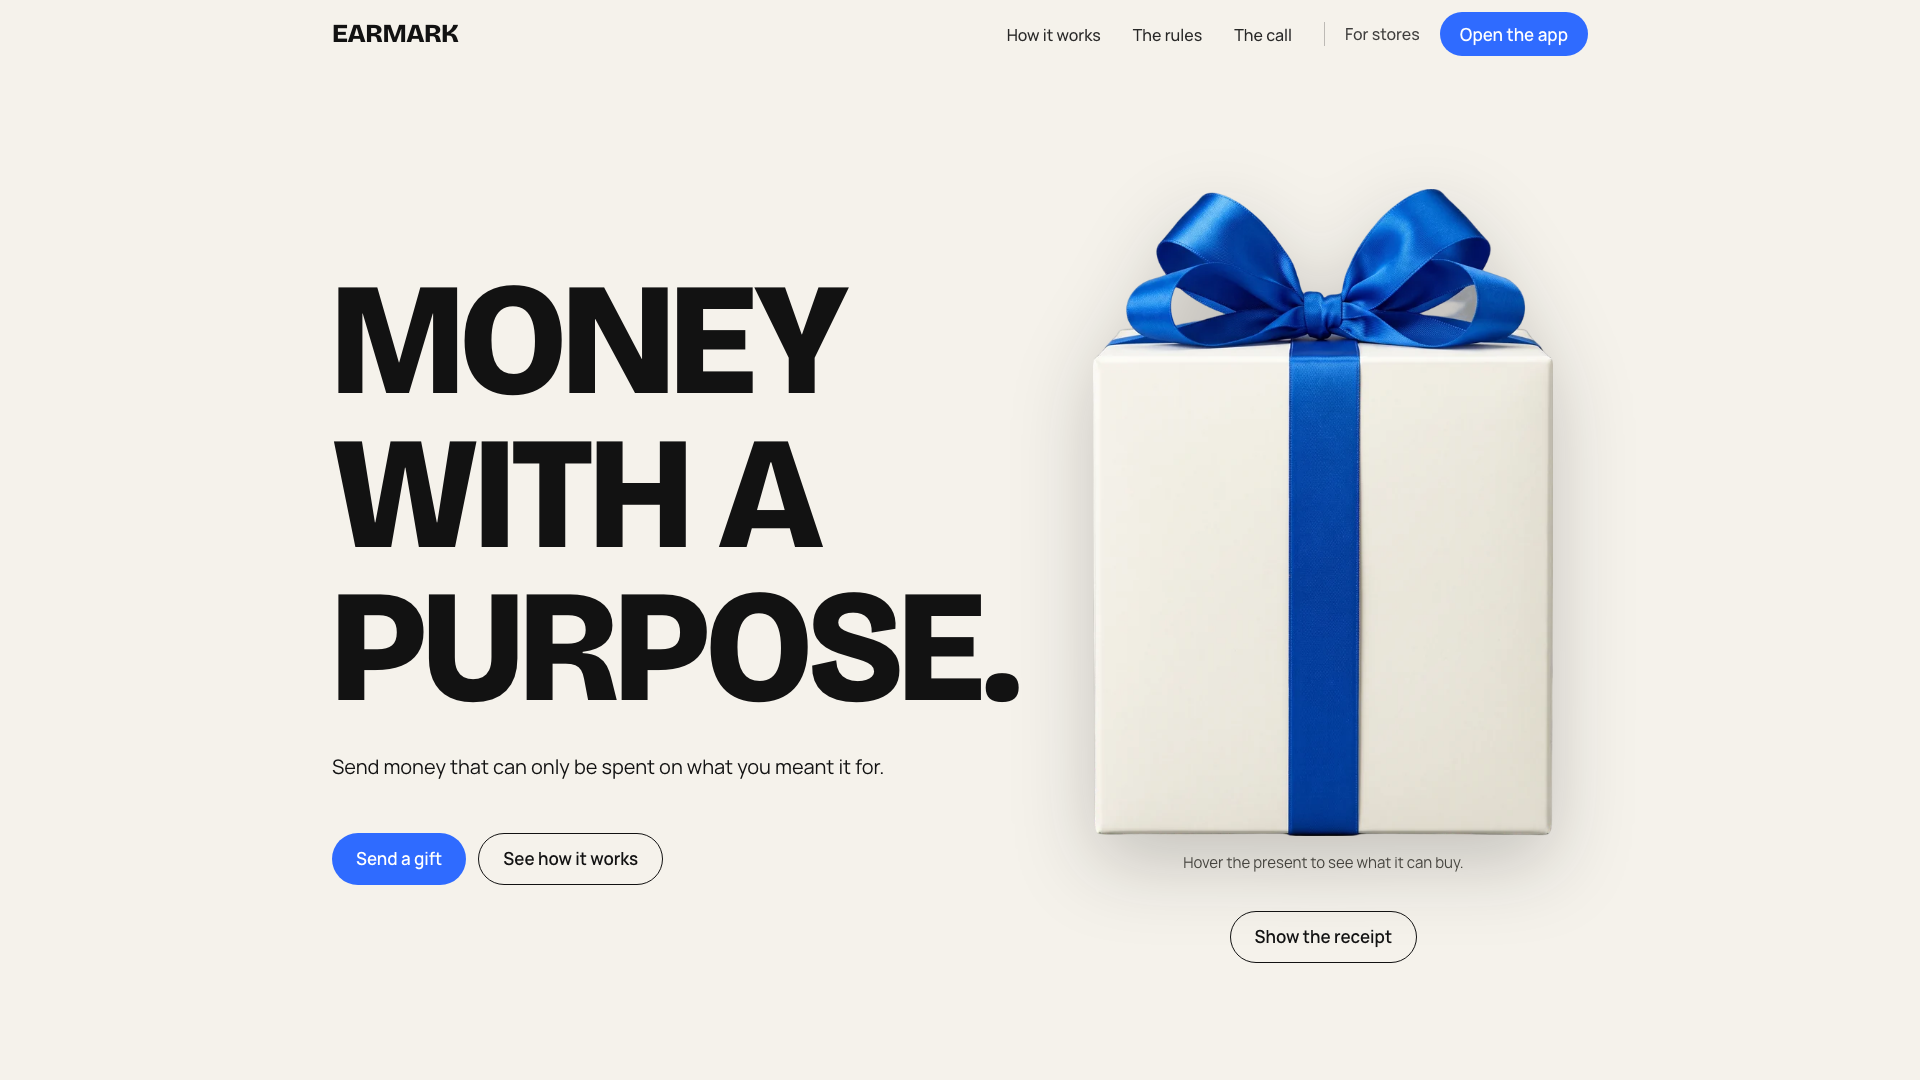 EARMARK
How it works
The rules
The call
For stores
Open the app
MONEY
WITH A
PURPOSE.
Send money that can only be spent on what you meant it for.
Send a gift
See how it works
Hover the present to see what it can buy.
Show the receipt